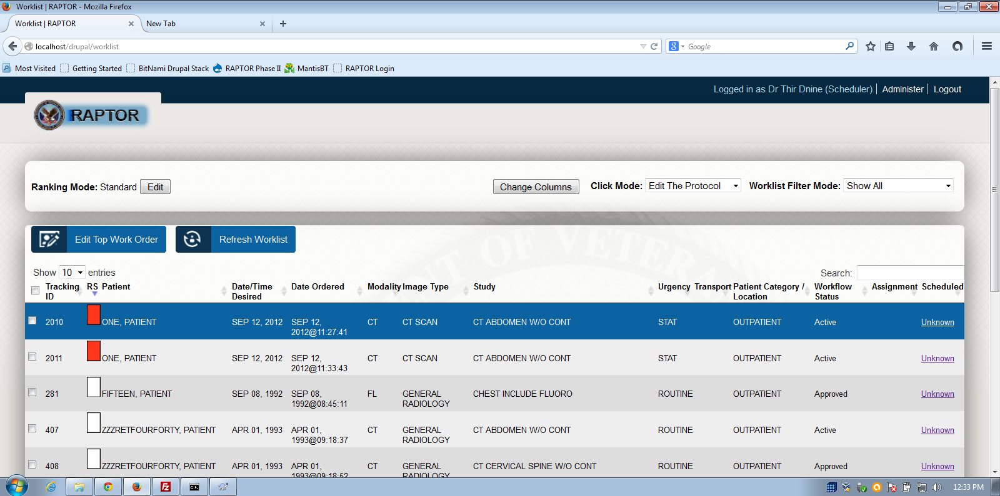 Worklist | RAPTOR - Mozilla Firefox
Worklist | RAPTOR
New Tab
localhost/drupal/worklist
Google
Most Visited Getting Started BitNami Drupal Stack RAPTOR Phase II MantisBT RAPTOR Login
Logged in as Dr Thir Dnine (Scheduler) | Administer | Logout
RAPTOR
Ranking Mode: Standard Edit Change Columns Click Mode: Edit The Protocol Worklist Filter Mode: Show All
ENT OF VETERA
Edit Top Work Order Refresh Worklist
Show 10 entries Search:
Tracking ID RS Patient Date/Time Desired Date Ordered Modality Image Type Study Urgency Transport Patient Category / Location Workflow Status Assignment Scheduled
2010 ONE, PATIENT SEP 12, 2012 SEP 12, 2012@11:27:41 CT CT SCAN CT ABDOMEN W/O CONT STAT OUTPATIENT Active Unknown
2011 ONE, PATIENT SEP 12, 2012 SEP 12, 2012@11:33:43 CT CT SCAN CT ABDOMEN W/O CONT STAT OUTPATIENT Active Unknown
281 FIFTEEN, PATIENT SEP 08, 1992 SEP 08, 1992@08:45:11 FL GENERAL RADIOLOGY CHEST INCLUDE FLUORO ROUTINE OUTPATIENT Approved Unknown
407 ZZZRETFOURFORTY, PATIENT APR 01, 1993 APR 01, 1993@09:18:37 CT GENERAL RADIOLOGY CT ABDOMEN W/O CONT ROUTINE OUTPATIENT Active Unknown
408 ZZZRETFOURFORTY, PATIENT APR 01, 1993 APR 01, 1993@09:18:52 CT GENERAL RADIOLOGY CT CERVICAL SPINE W/O CONT ROUTINE OUTPATIENT Approved Unknown
12:33 PM